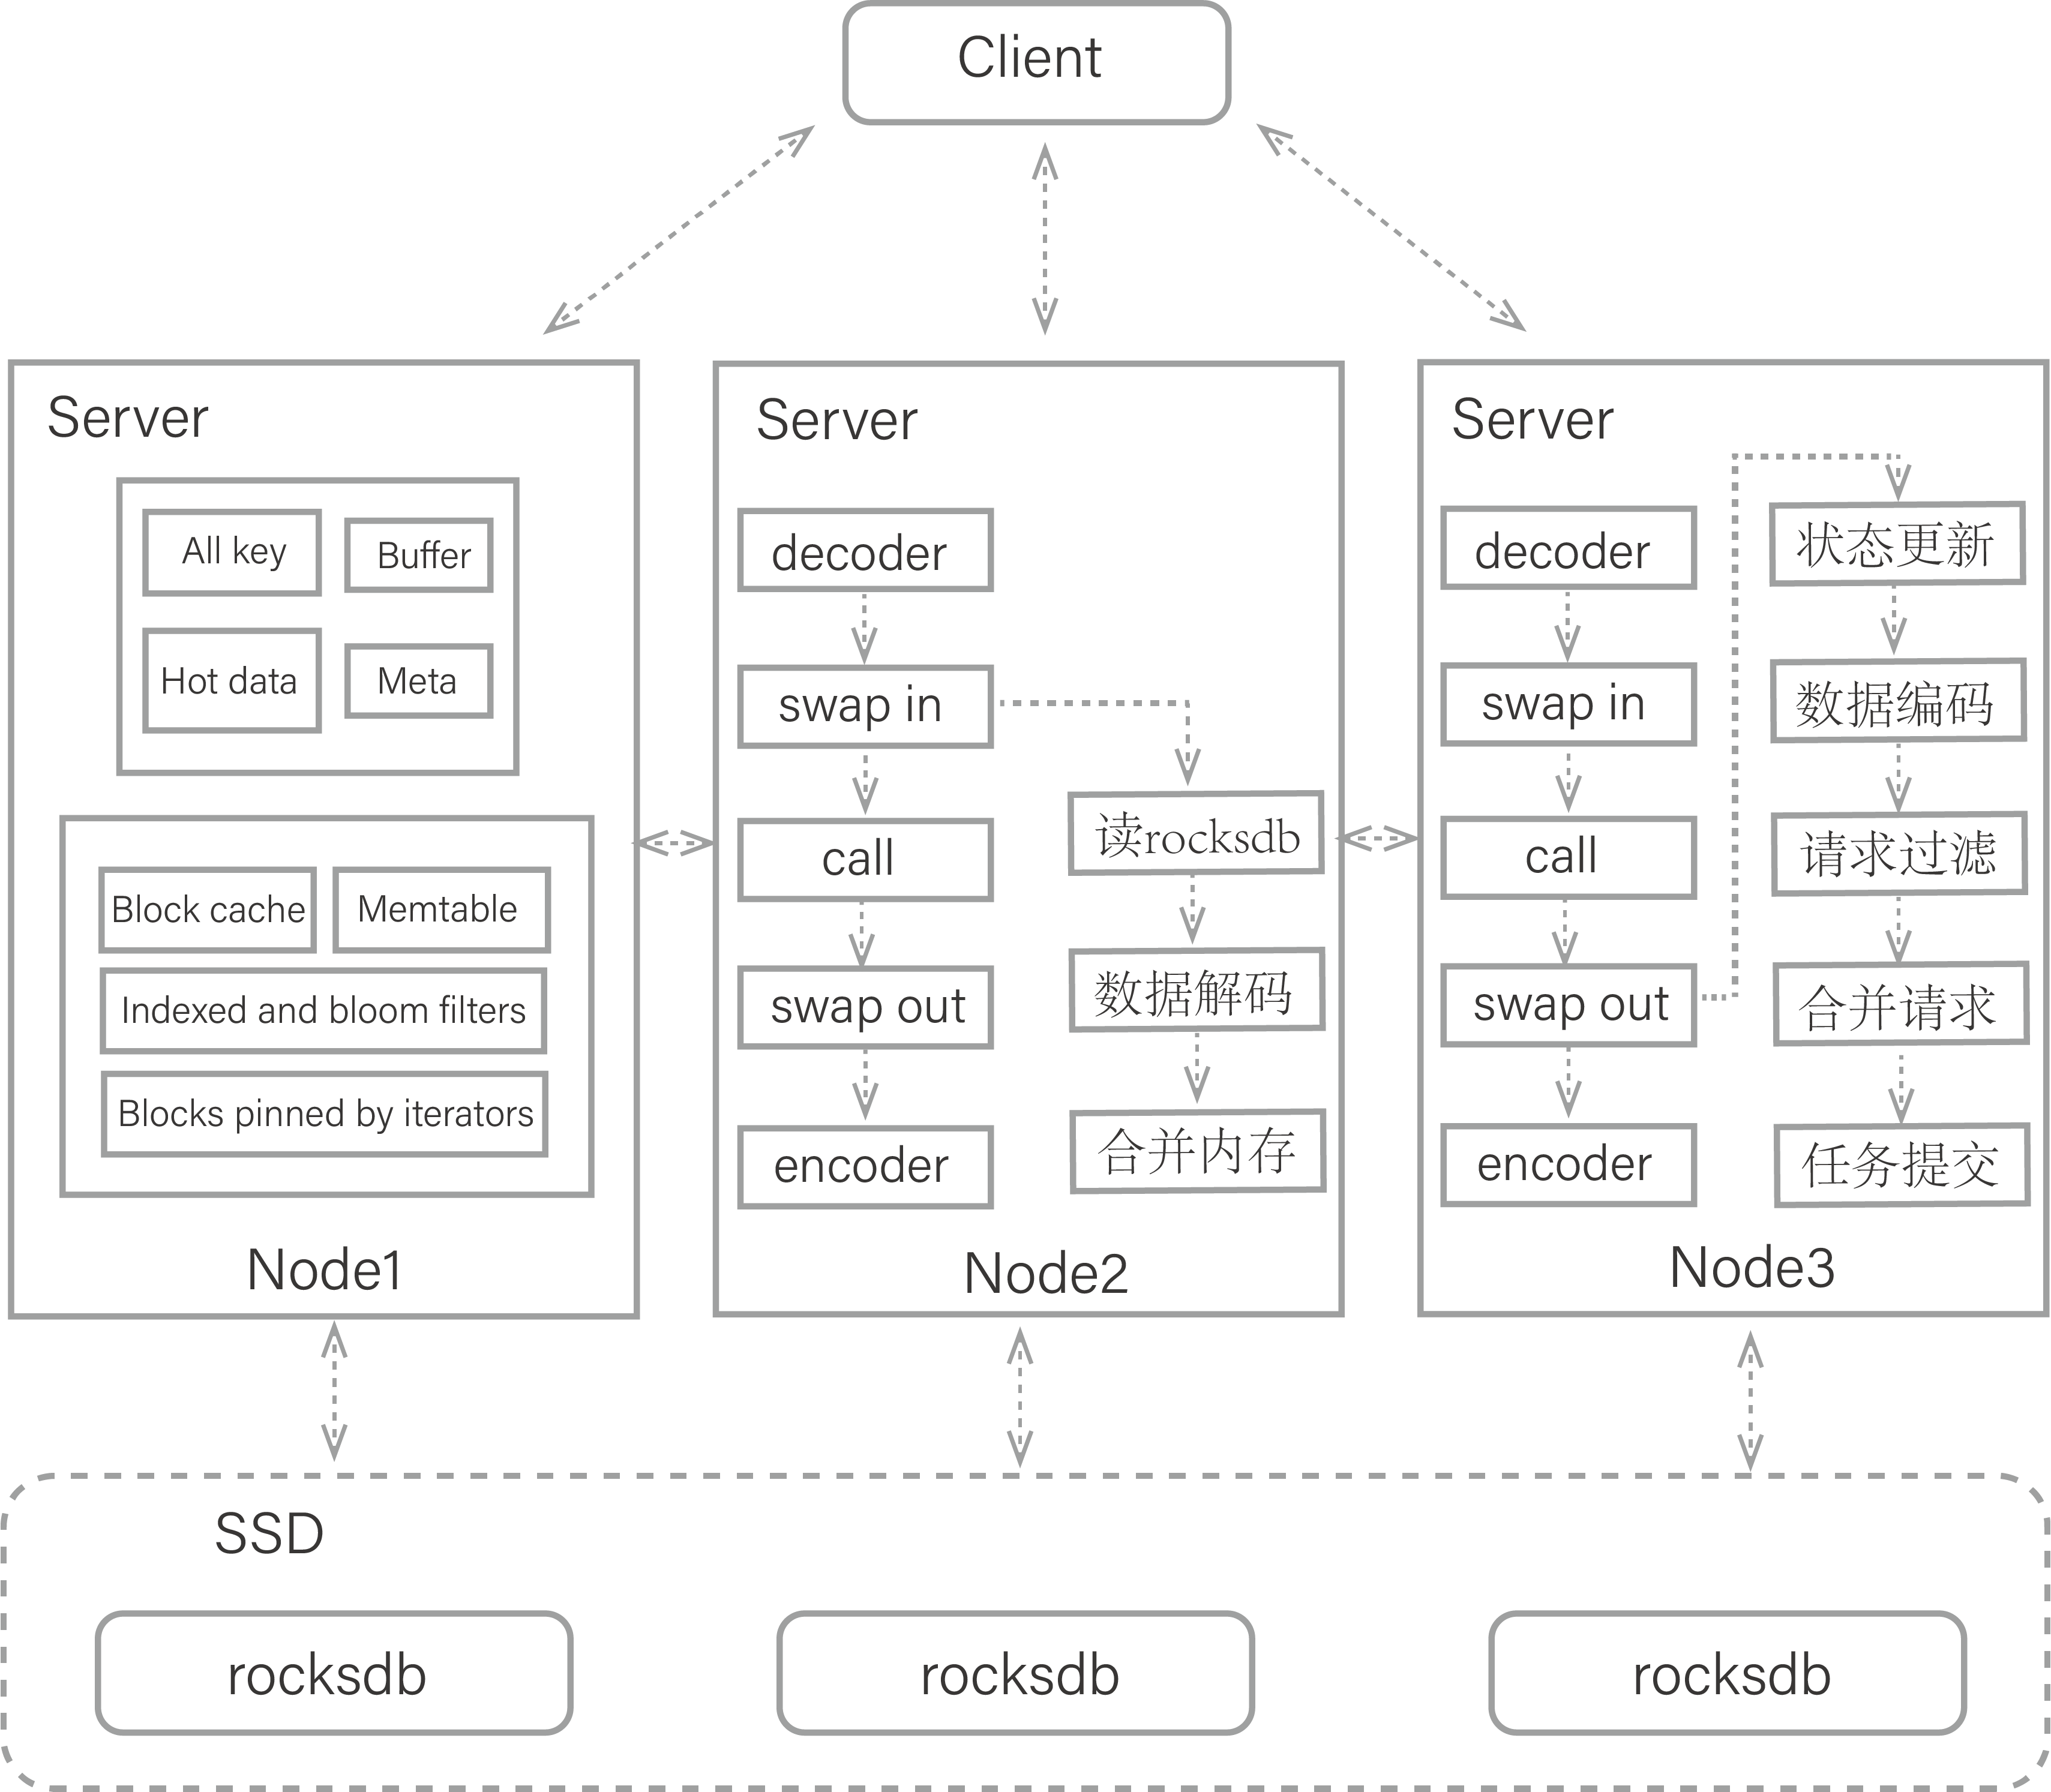 Client
Server
All key
Buffer
Hot data
Meta
Block cache
Memtable
Indexed and bloom filters
Blocks pinned by iterators
Node1
Server
decoder
swap in
call
swap out
encoder
读rocksdb
数据解码
合并内存
Node2
Server
decoder
swap in
call
swap out
encoder
状态更新
数据编码
请求过滤
合并请求
任务提交
Node3
SSD
rocksdb
rocksdb
rocksdb